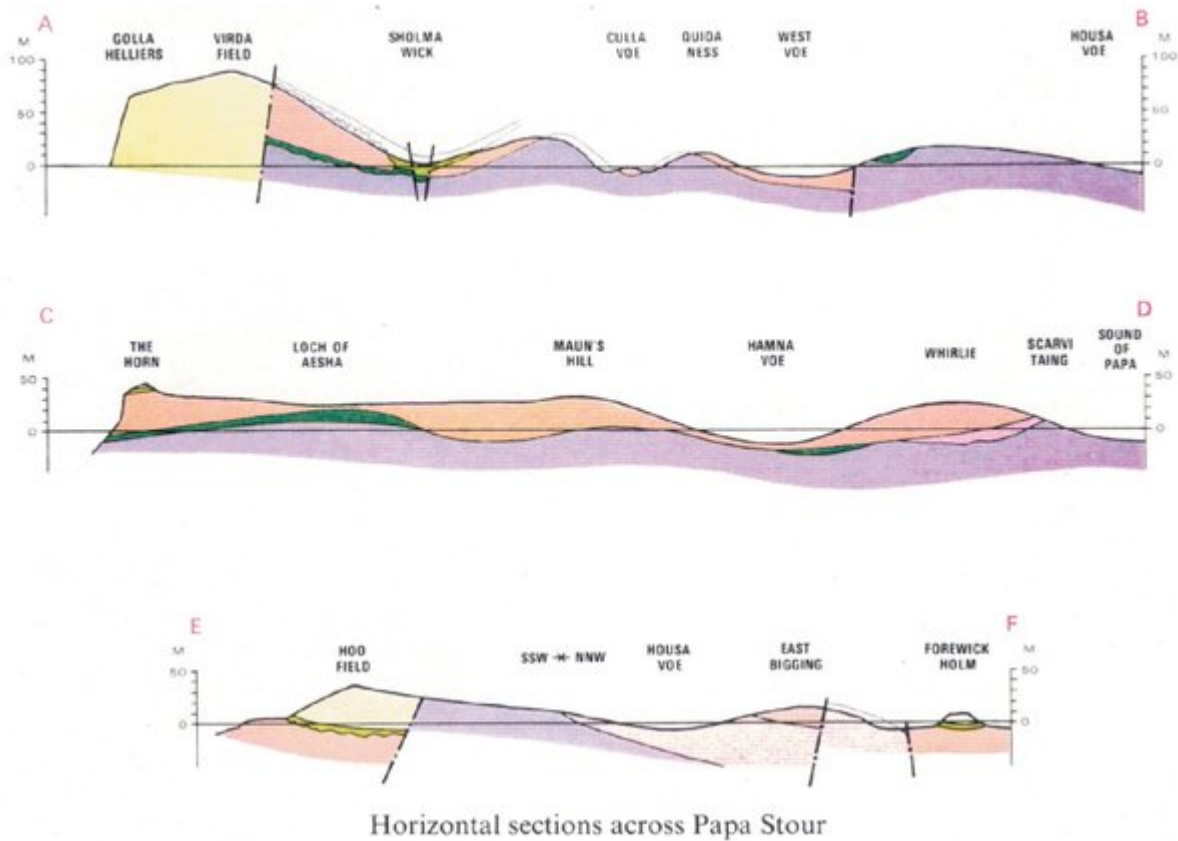 A
B
GOLLA HELLIERS
VIRDA FIELD
SHOLMA WICK
CULLA VOE
QUIDA NESS
WEST VOE
HOUSA VOE
M
100
50
0
M
100
50
0
C
D
THE HORN
LOCH OF AESHA
MAUN'S HILL
HAMNA VOE
WHIRLIE
SCARVI TAING
SOUND OF PAPA
M
50
0
M
50
0
E
F
HOO FIELD
SSW NNW
HOUSA VOE
EAST BIGGING
FOREWICK HOLM
M
50
0
M
50
0
Horizontal sections across Papa Stour